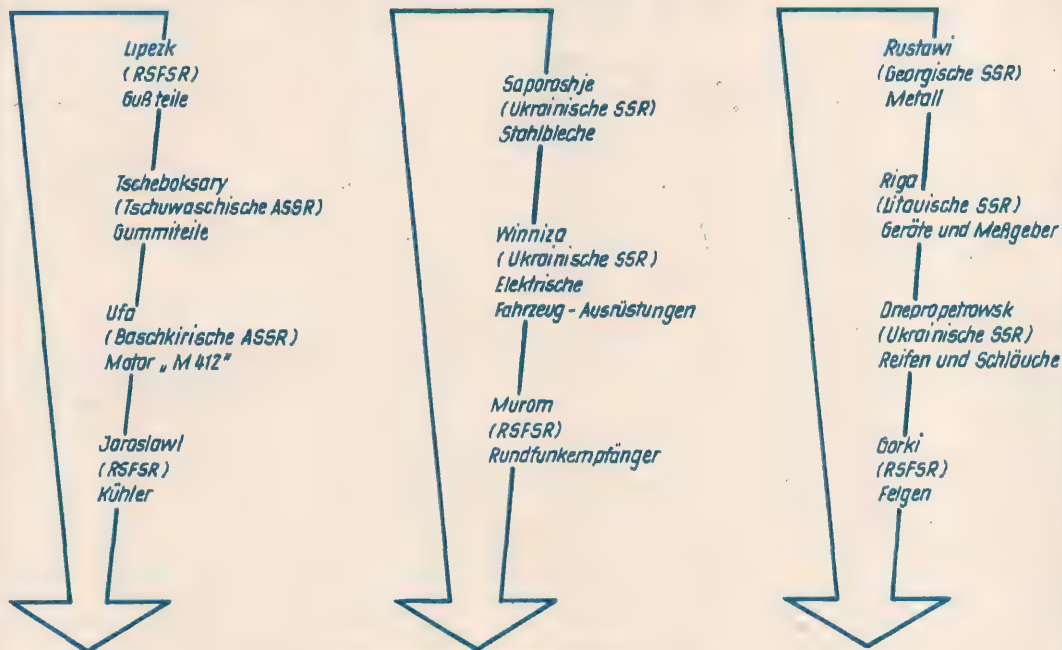 Lipezk
(RSFSR)
Gußteile
Tscheboksary
(Tschuwaschische ASSR)
Gummiteile
Ufa
(Baschkirische ASSR)
Motor „M 412”
Jaroslawl
(RSFSR)
Kühler
Saporoshje
(Ukrainische SSR)
Stahlbleche
Winniza
(Ukrainische SSR)
Elektrische
Fahrzeug-Ausrüstungen
Murom
(RSFSR)
Rundfunkempfänger
Rustawi
(Georgische SSR)
Metall
Riga
(Litauische SSR)
Geräte und Meßgeber
Dnepropetrowsk
(Ukrainische SSR)
Reifen und Schläuche
Gorki
(RSFSR)
Felgen